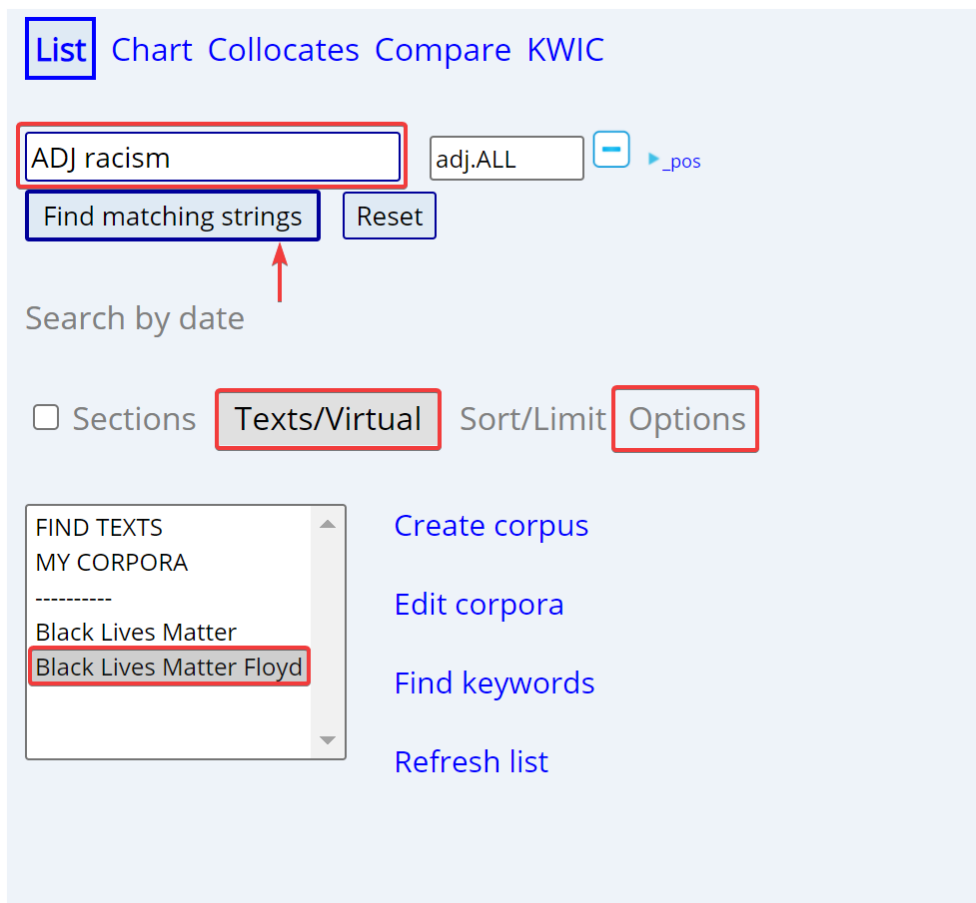 List Chart Collocates Compare KWIC
ADJ racism adj.ALL _pos
Find matching strings Reset
Search by date
Sections Texts/Virtual Sort/Limit Options
FIND TEXTS
MY CORPORA
----------
Black Lives Matter
Black Lives Matter Floyd
Create corpus
Edit corpora
Find keywords
Refresh list